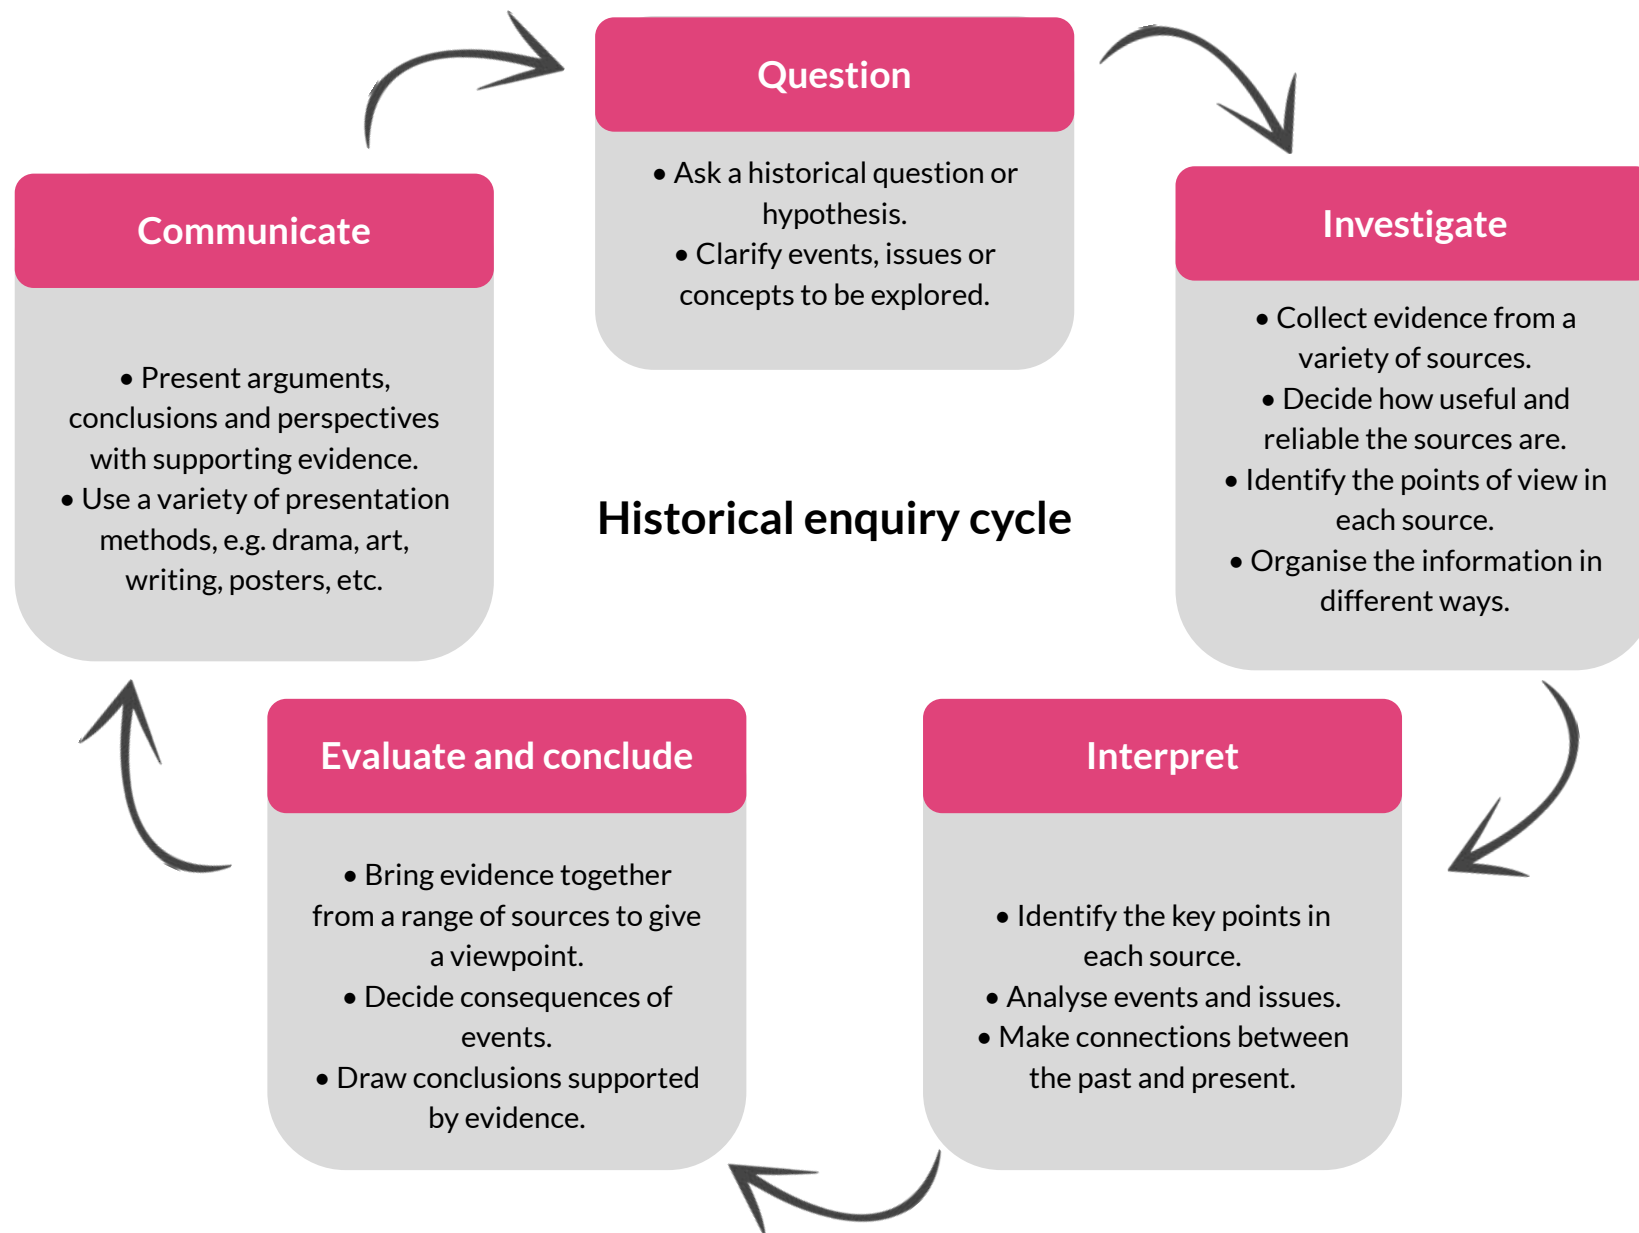 Question
• Ask a historical question or
hypothesis.
• Clarify events, issues or
concepts to be explored.
Investigate
• Collect evidence from a
variety of sources.
• Decide how useful and
reliable the sources are.
• Identify the points of view in
each source.
• Organise the information in
different ways.
Interpret
• Identify the key points in
each source.
• Analyse events and issues.
• Make connections between
the past and present.
Evaluate and conclude
• Bring evidence together
from a range of sources to give
a viewpoint.
• Decide consequences of
events.
• Draw conclusions supported
by evidence.
Communicate
• Present arguments,
conclusions and perspectives
with supporting evidence.
• Use a variety of presentation
methods, e.g. drama, art,
writing, posters, etc.
Historical enquiry cycle